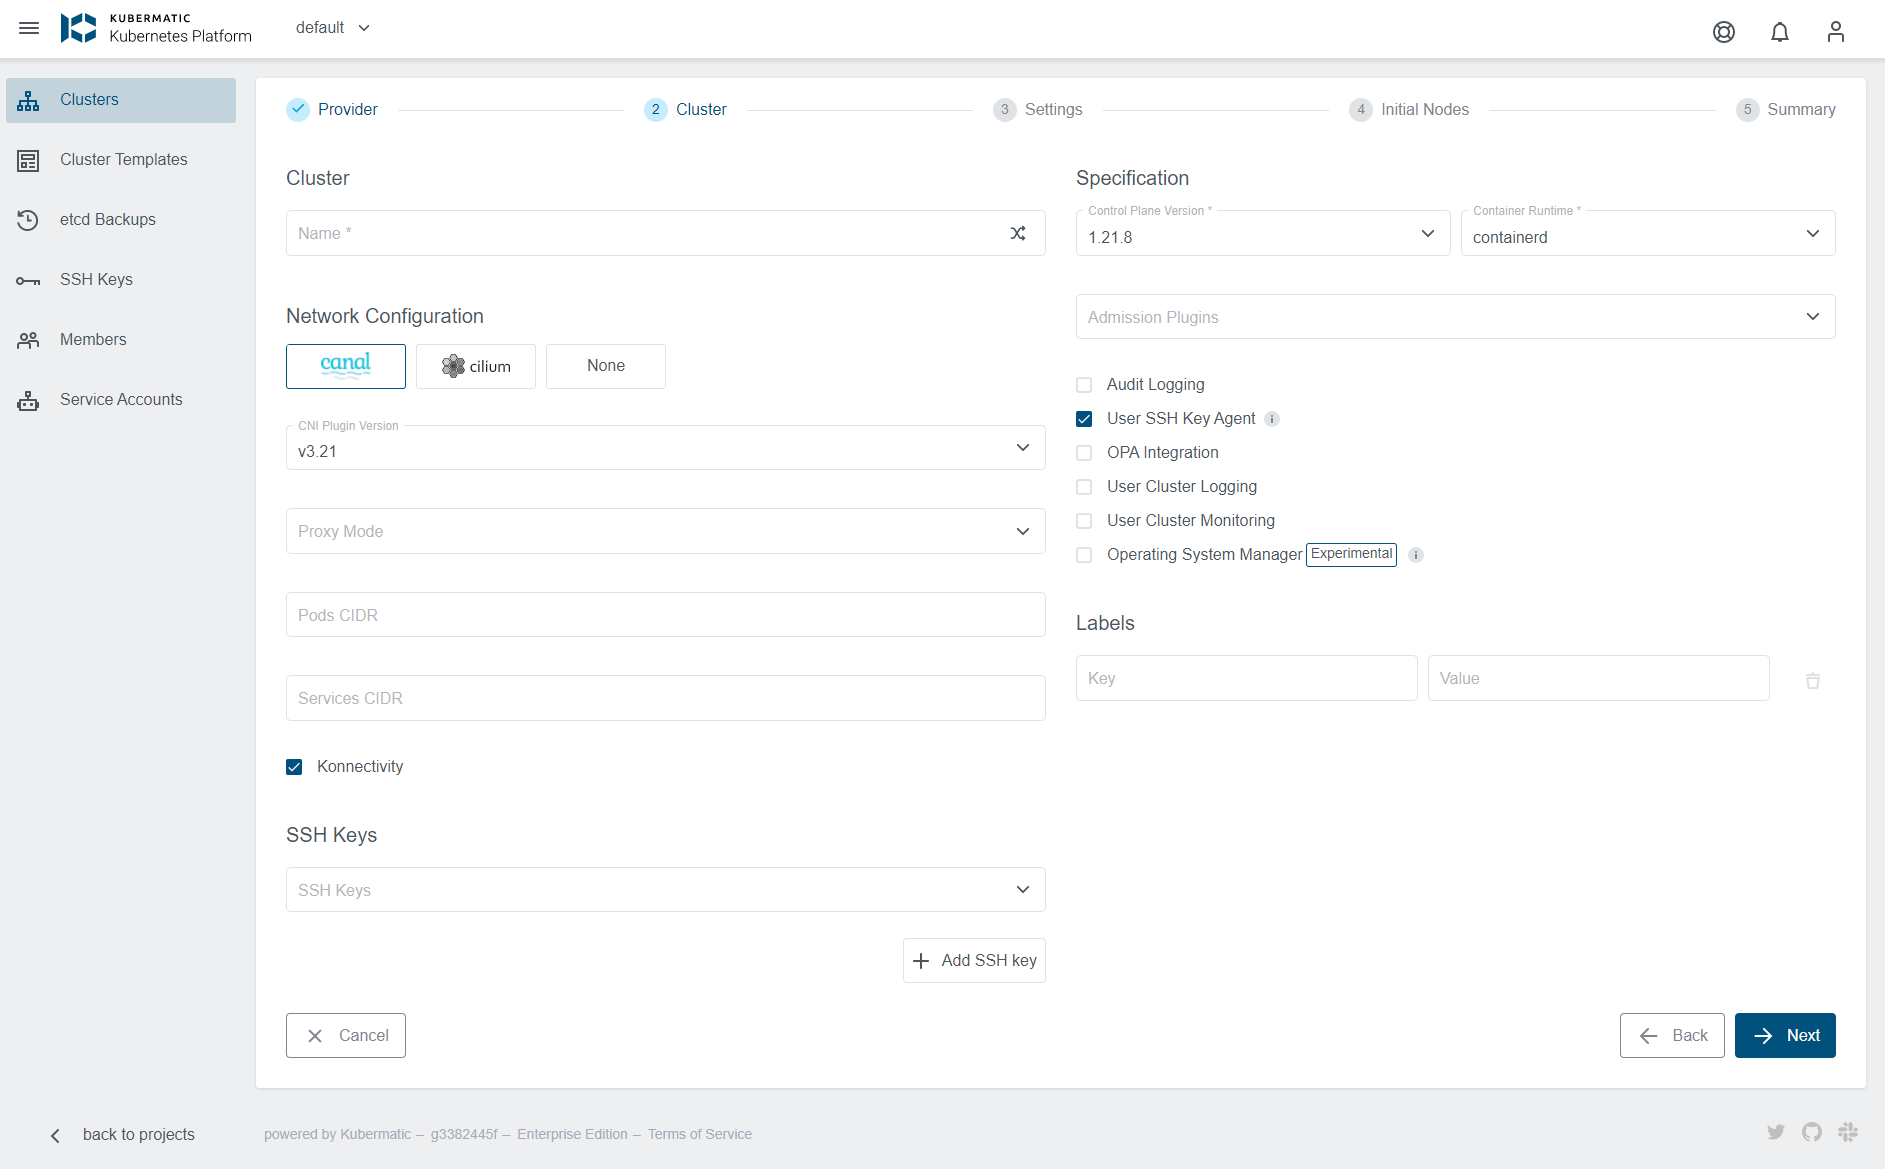 KUBERMATIC
Kubernetes Platform
default
Clusters
Cluster Templates
etcd Backups
SSH Keys
Members
Service Accounts
Provider
2 Cluster
3 Settings
4 Initial Nodes
5 Summary
Cluster
Name *
Network Configuration
canal
cilium
None
CNI Plugin Version
v3.21
Proxy Mode
Pods CIDR
Services CIDR
Konnectivity
SSH Keys
SSH Keys
Add SSH key
Specification
Control Plane Version *
1.21.8
Container Runtime *
containerd
Admission Plugins
Audit Logging
User SSH Key Agent
OPA Integration
User Cluster Logging
User Cluster Monitoring
Operating System Manager Experimental
Labels
Key
Value
Cancel
Back
Next
back to projects
powered by Kubermatic – g3382445f – Enterprise Edition – Terms of Service